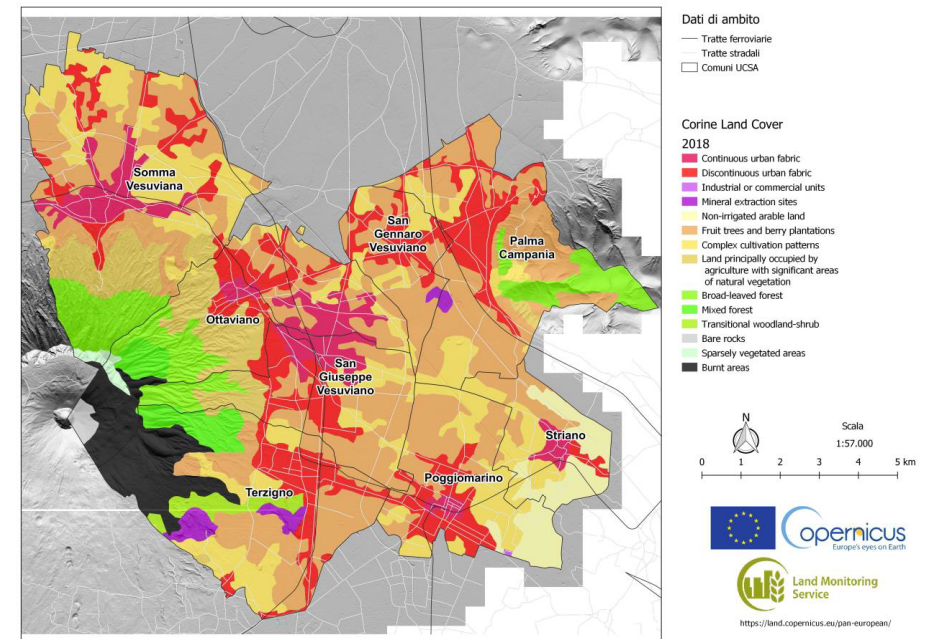 Somma
Vesuviana
San
Gennaro
Vesuviano
Palma
Campania
Ottaviano
San
Giuseppe
Vesuviano
Striano
Poggiomarino
Terzigno
Dati di ambito
Tratte ferroviarie
Tratte stradali
Comuni UCSA
Corine Land Cover
2018
Continuous urban fabric
Discontinuous urban fabric
Industrial or commercial units
Mineral extraction sites
Non-irrigated arable land
Fruit trees and berry plantations
Complex cultivation patterns
Land principally occupied by
agriculture with significant areas
of natural vegetation
Broad-leaved forest
Mixed forest
Transitional woodland-shrub
Bare rocks
Sparsely vegetated areas
Burnt areas
N
Scala
1:57.000
0 1 2 3 4 5 km
opernicus
Europe's eyes on Earth
Land Monitoring
Service
https://land.copernicus.eu/pan-european/